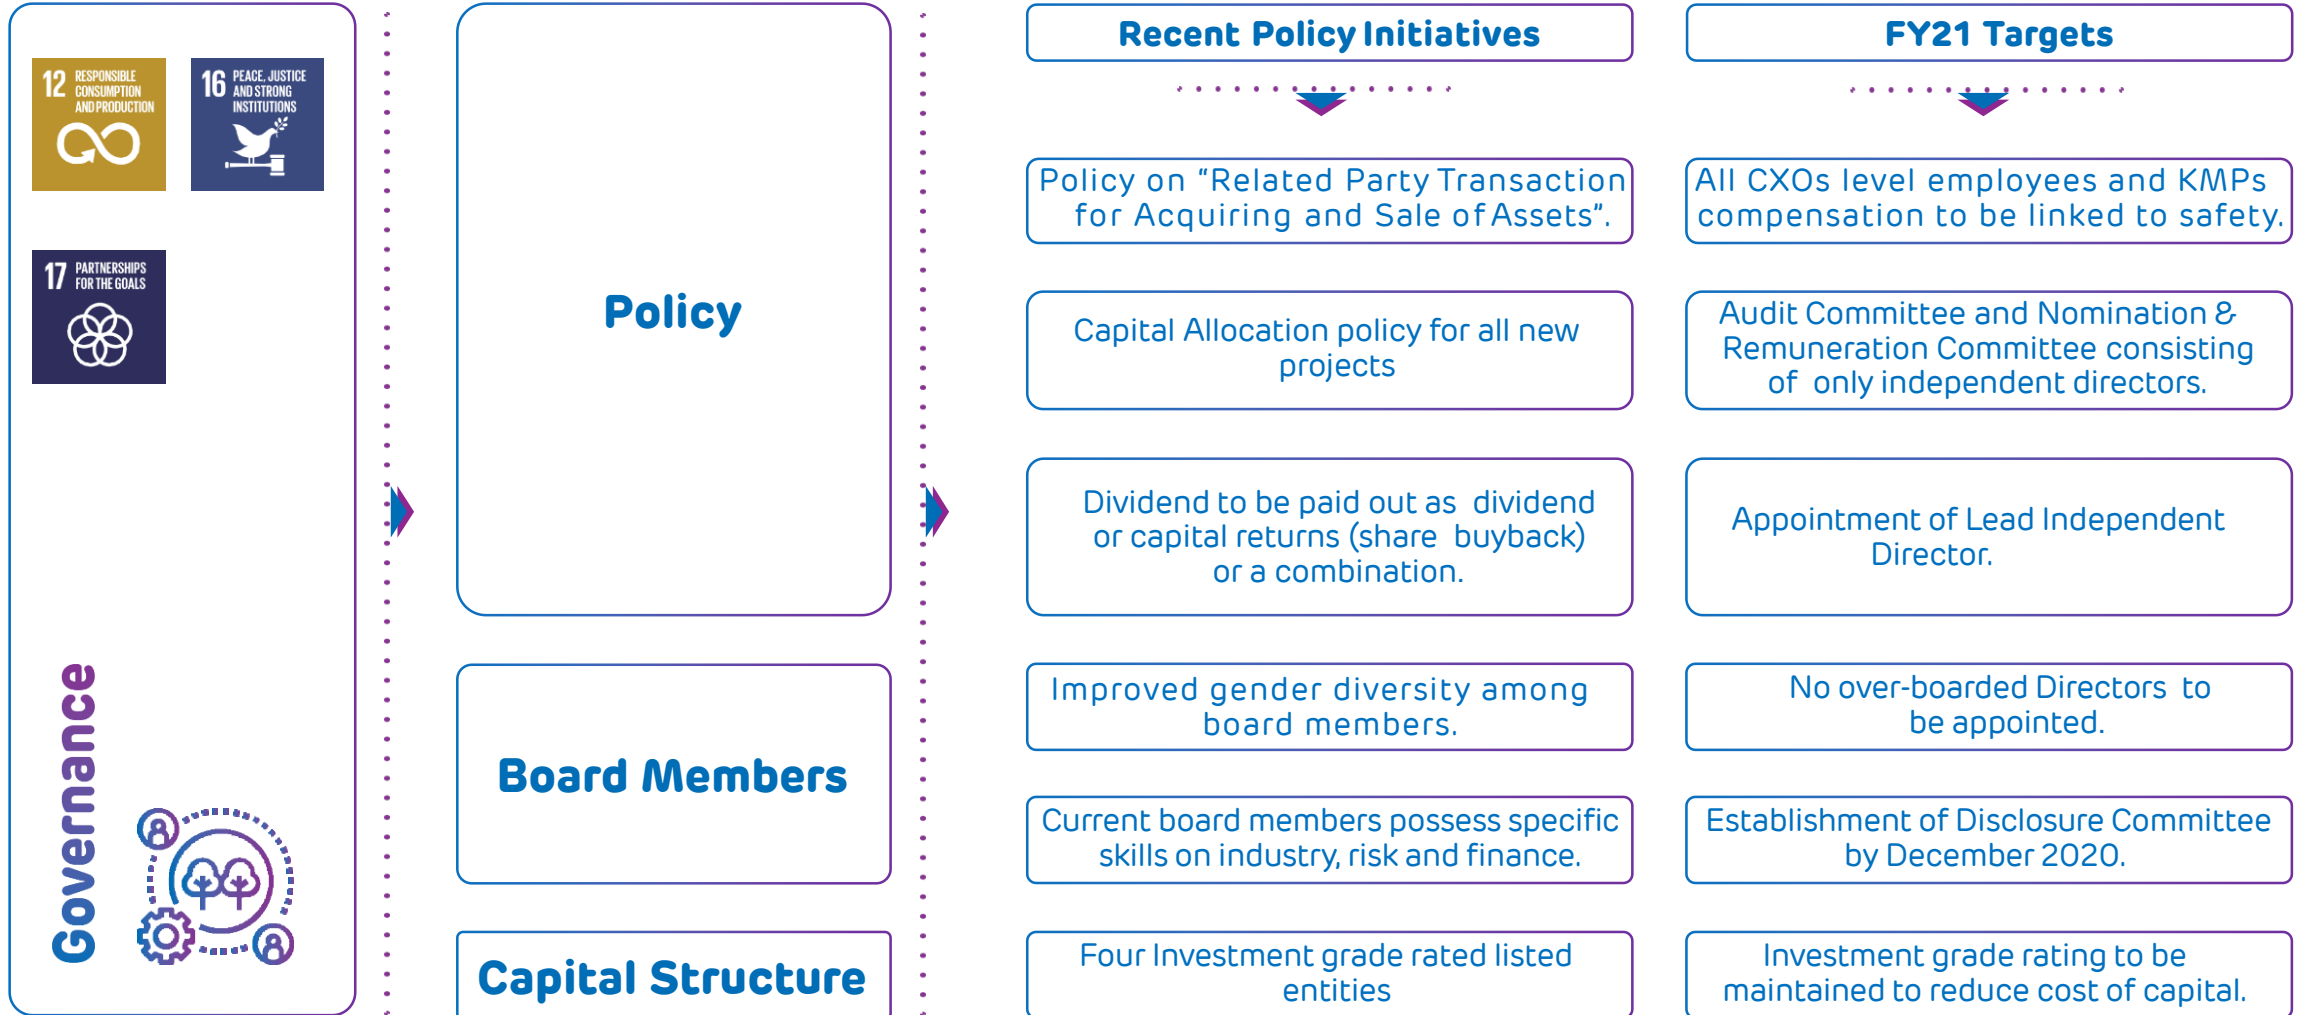 12 RESPONSIBLE
CONSUMPTION
AND PRODUCTION
16 PEACE, JUSTICE
AND STRONG
INSTITUTIONS
17 PARTNERSHIPS
FOR THE GOALS
Governance
Policy
Board Members
Capital Structure
Recent Policy Initiatives
Policy on “Related Party Transaction
for Acquiring and Sale of Assets”.
Capital Allocation policy for all new
projects
Dividend to be paid out as dividend
or capital returns (share buyback)
or a combination.
Improved gender diversity among
board members.
Current board members possess specific
skills on industry, risk and finance.
Four Investment grade rated listed
entities
FY21 Targets
All CXOs level employees and KMPs
compensation to be linked to safety.
Audit Committee and Nomination &
Remuneration Committee consisting
of only independent directors.
Appointment of Lead Independent
Director.
No over-boarded Directors to
be appointed.
Establishment of Disclosure Committee
by December 2020.
Investment grade rating to be
maintained to reduce cost of capital.